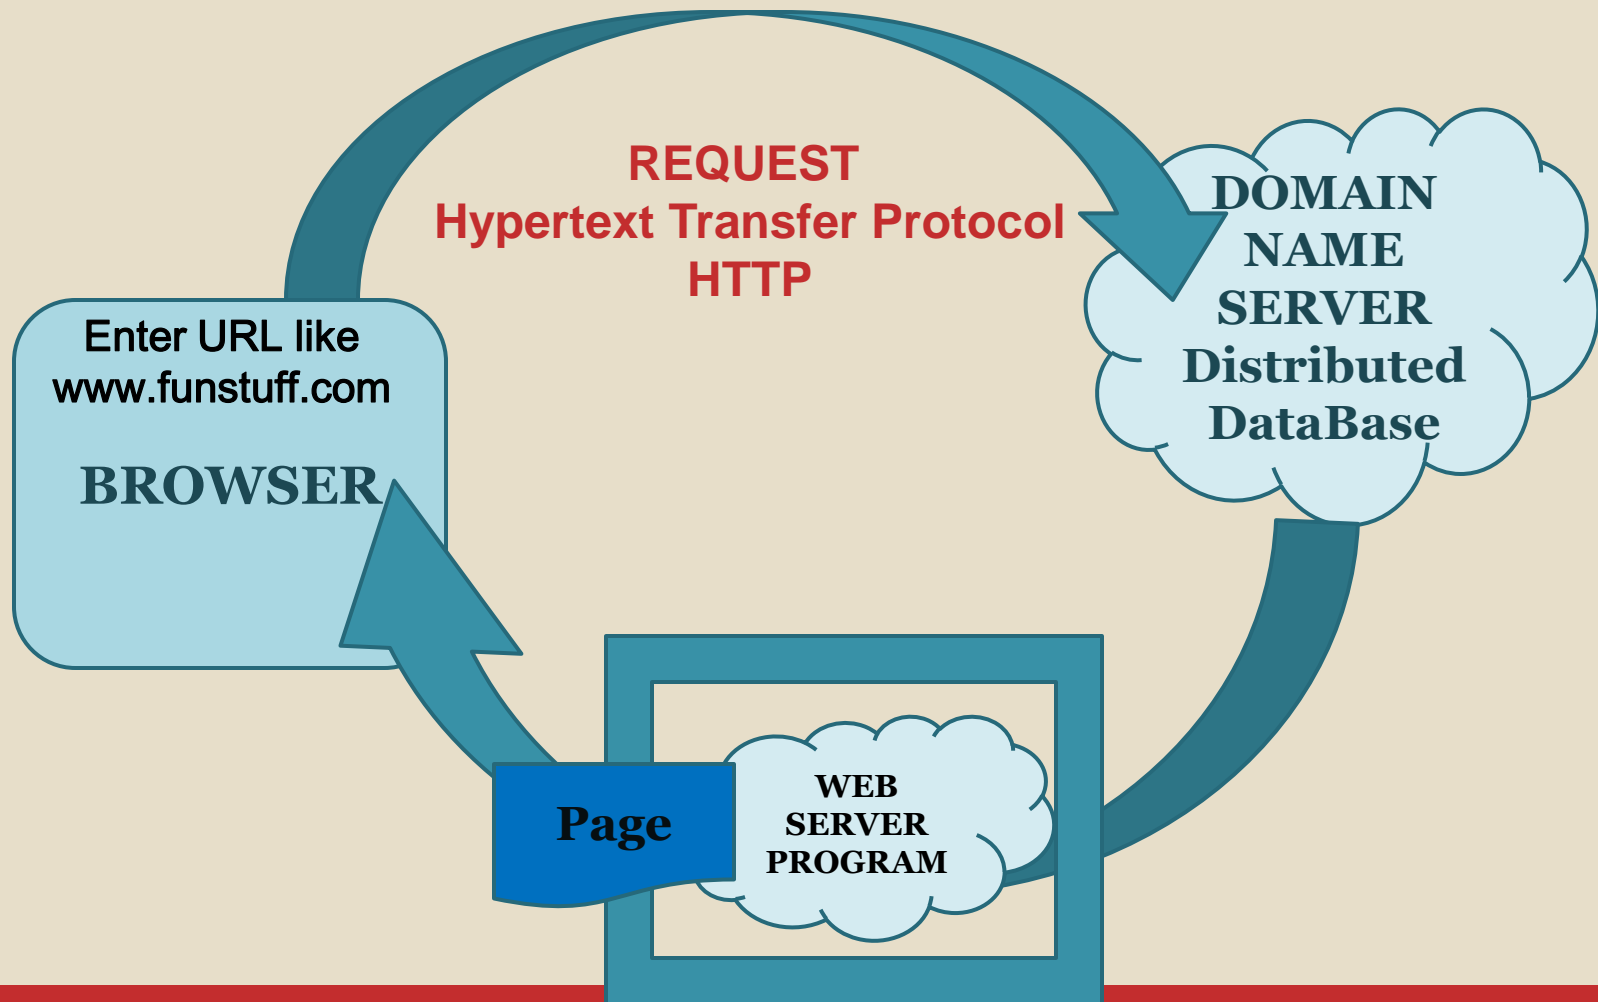 REQUEST
Hypertext Transfer Protocol
HTTP
Enter URL like
www.funstuff.com
BROWSER
DOMAIN
NAME
SERVER
Distributed
DataBase
WEB
SERVER
PROGRAM
Page